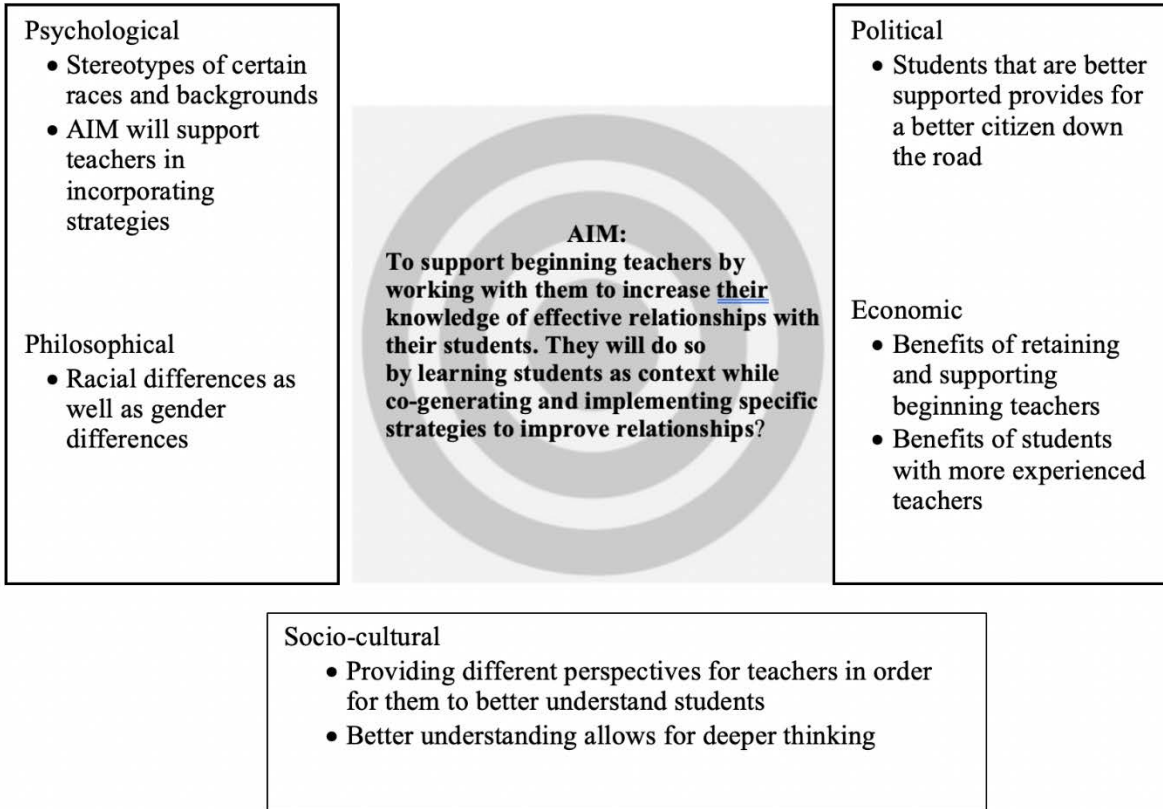 Psychological
• Stereotypes of certain
races and backgrounds
• AIM will support
teachers in
incorporating
strategies
Philosophical
• Racial differences as
well as gender
differences
AIM:
To support beginning teachers by
working with them to increase their
knowledge of effective relationships with
their students. They will do so
by learning students as context while
co-generating and implementing specific
strategies to improve relationships?
Political
• Students that are better
supported provides for
a better citizen down
the road
Economic
• Benefits of retaining
and supporting
beginning teachers
• Benefits of students
with more experienced
teachers
Socio-cultural
• Providing different perspectives for teachers in order
for them to better understand students
• Better understanding allows for deeper thinking